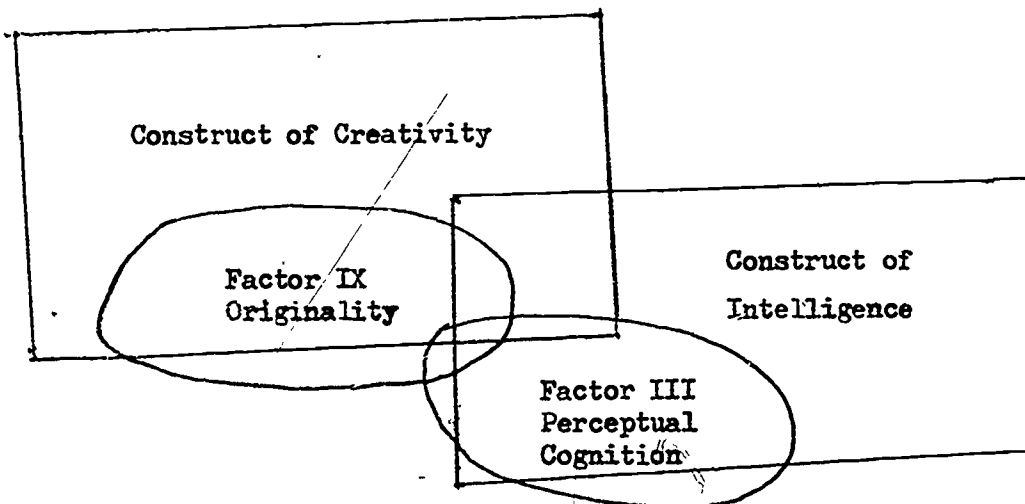 Construct of Creativity
Factor IX
Originality
Construct of
Intelligence
Factor III
Perceptual
Cognition